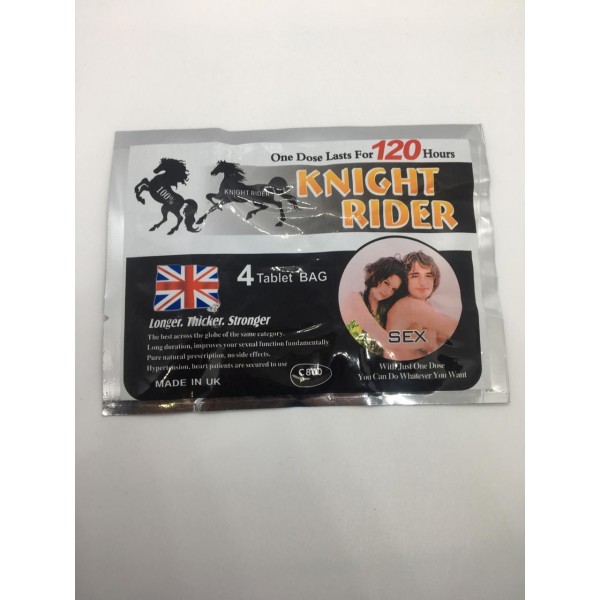 One Dose Lasts For 120 Hours
100%
KNIGHT RIDER
KNIGHT
RIDER
4 Tablet BAG
Longer. Thicker. Stronger
The best across the globe of the same category.
Long duration, improves your sexual function fundamentally
Pure natural prescription, no side effects.
Hypertension, heart patients are secured to use
MADE IN UK
SEX
With Just One Dose
You Can Do Whatever You Want